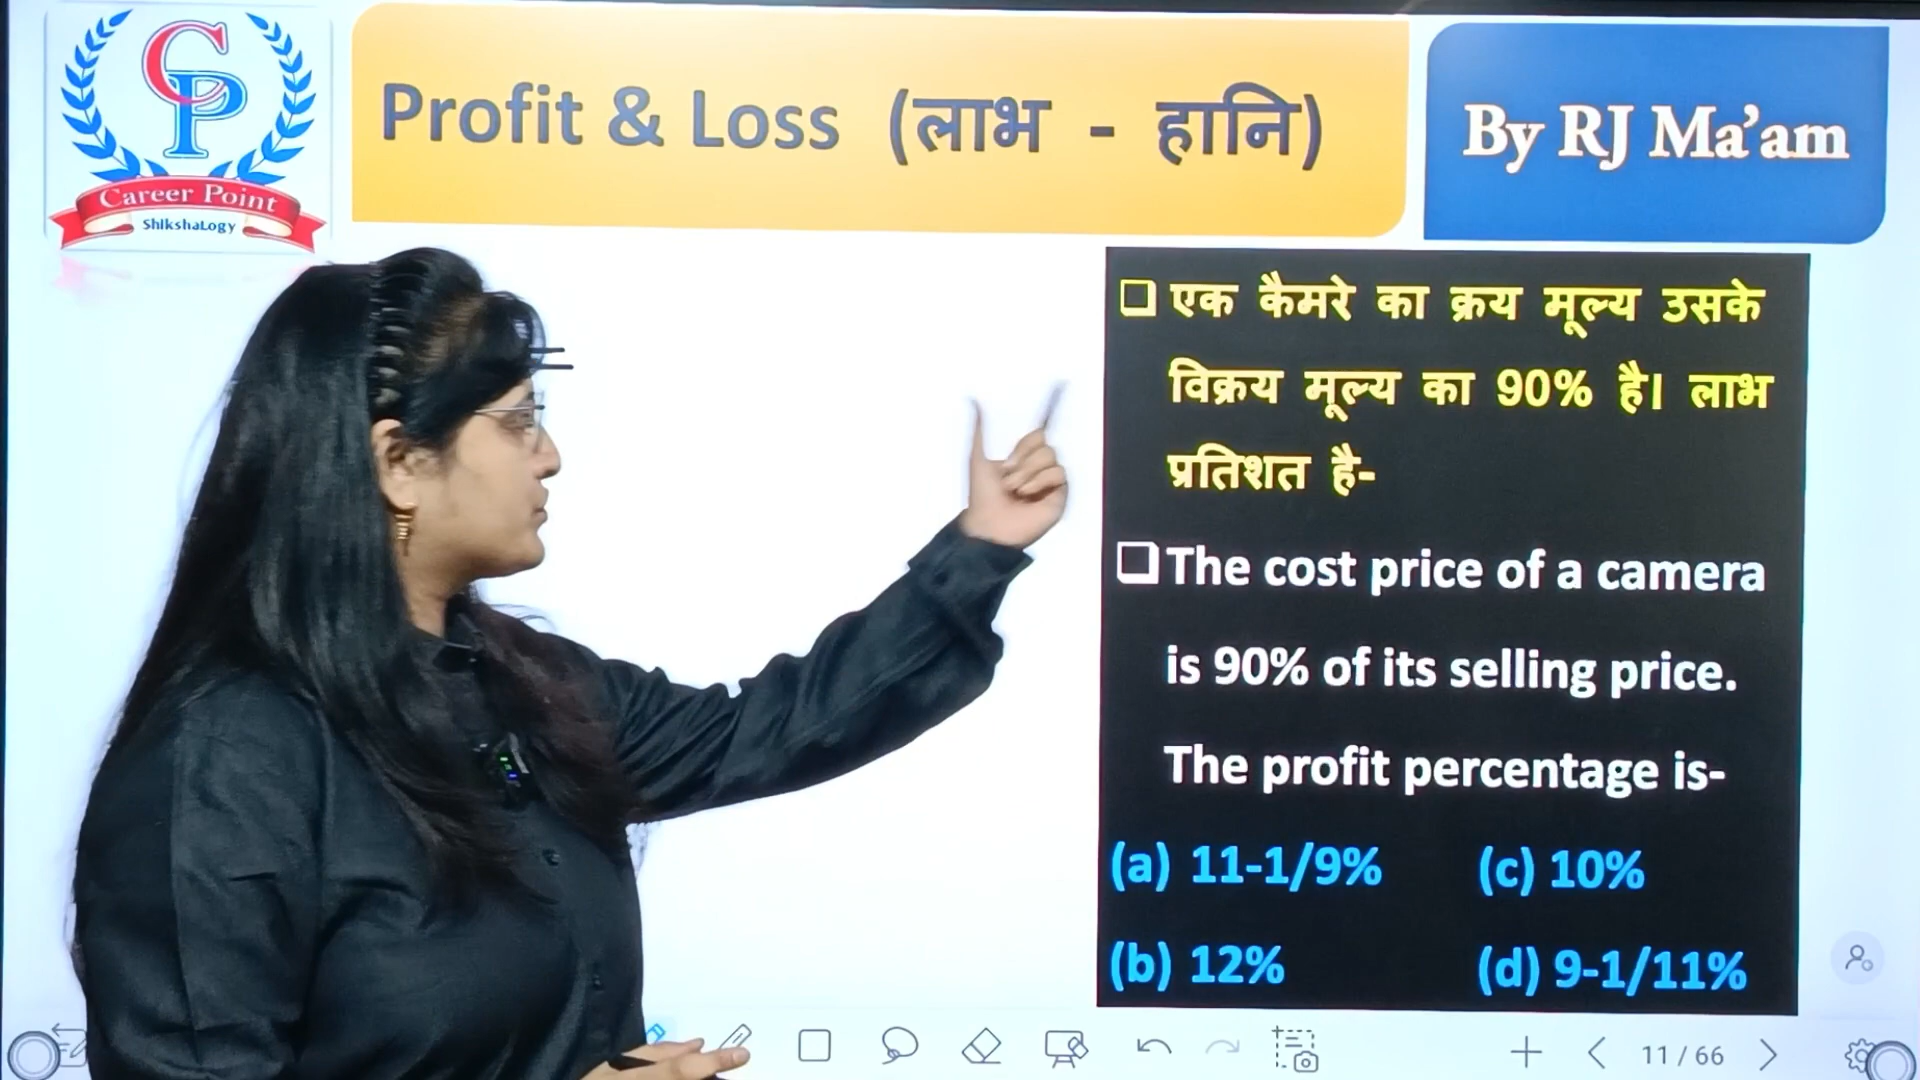 CP
Career Point
ShikshaLogy
Profit & Loss (लाभ - हानि)
By RJ Ma’am
एक कैमरे का क्रय मूल्य उसके
विक्रय मूल्य का 90% है। लाभ
प्रतिशत है-
The cost price of a camera
is 90% of its selling price.
The profit percentage is-
(a) 11-1/9% (c) 10%
(b) 12% (d) 9-1/11%
11 / 66